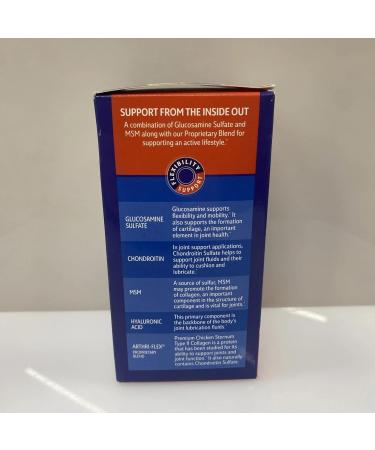 SUPPORT FROM THE INSIDE OUT
A combination of Glucosamine Sulfate and
MSM along with our Proprietary Blend for
supporting an active lifestyle.*
FLEXIBILITY
SUPPORT
GLUCOSAMINE
SULFATE
Glucosamine supports
flexibility and mobility.* It
also supports the formation
of cartilage, an important
element in joint health.*
CHONDROITIN
In joint support applications,
Chondroitin Sulfate helps to
support joint fluids and their
ability to cushion and
lubricate.
MSM
A source of sulfur, MSM
may promote the formation
of collagen, an important
component in the structure of
cartilage and is vital for joints.*
HYALURONIC
ACID
This primary component is
the backbone of the body's
joint lubrication fluids
ARTHRI-FLEX®
PROPRIETARY
BLEND
Premium Chicken Sternum
Type II Collagen is a protein
that has been studied for its
ability to support joints and
joint function.* It also naturally
contains Chondroitin Sulfate.